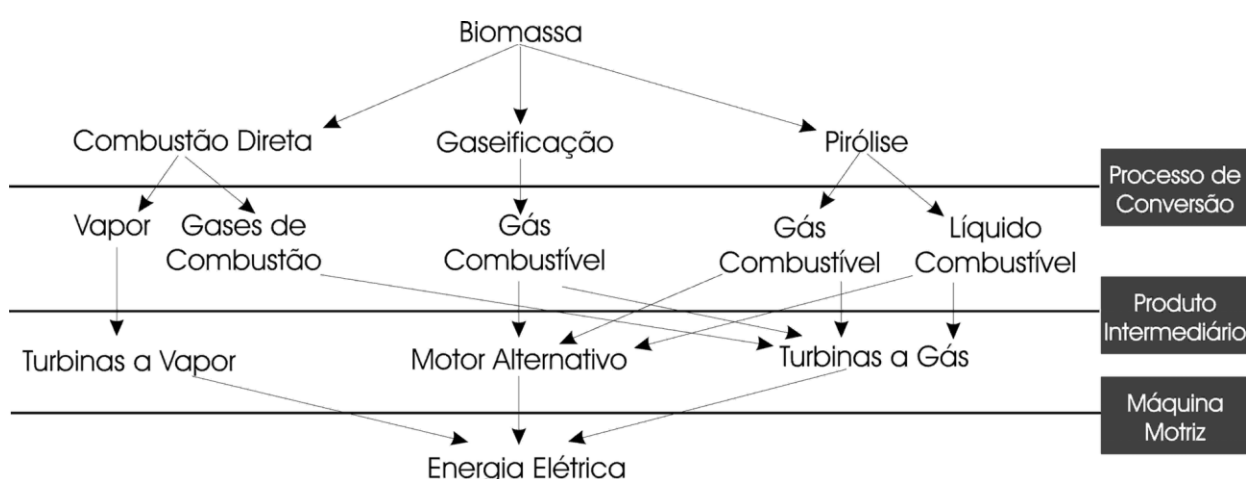 Biomassa
Combustão Direta
Gaseificação
Pirólise
Processo de
Conversão
Vapor
Gases de
Combustão
Gás
Combustível
Gás
Combustível
Líquido
Combustível
Produto
Intermediário
Turbinas a Vapor
Motor Alternativo
Turbinas a Gás
Máquina
Motriz
Energia Elétrica